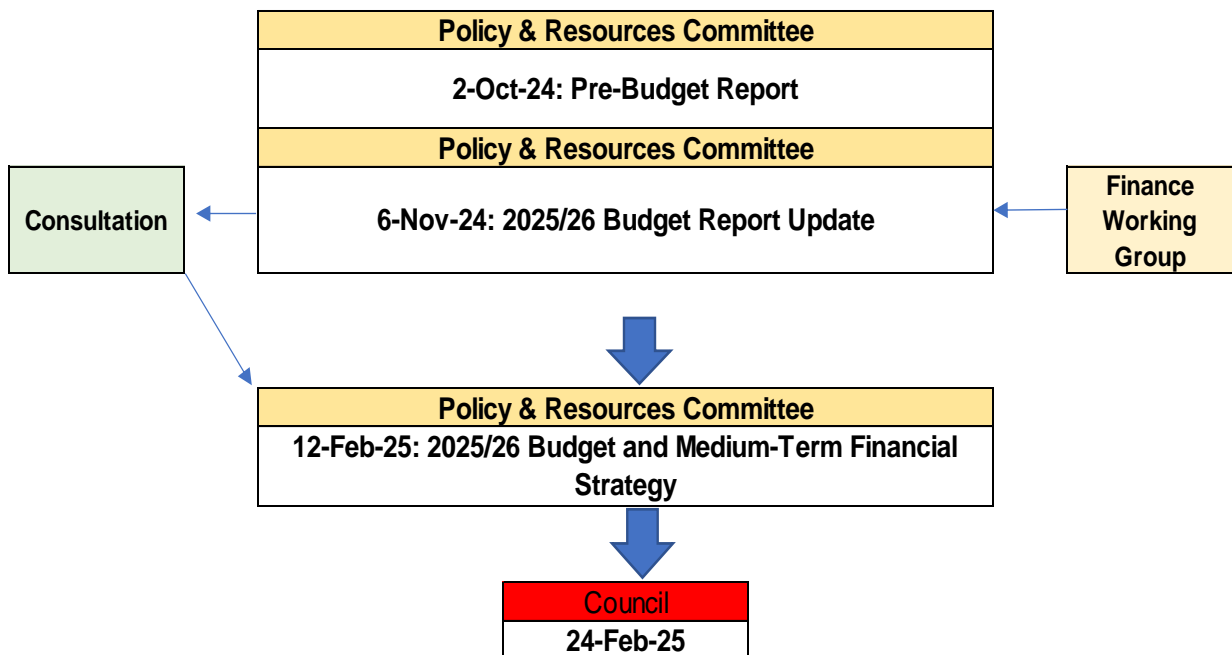 Policy & Resources Committee
2-Oct-24: Pre-Budget Report
Policy & Resources Committee
6-Nov-24: 2025/26 Budget Report Update
Consultation
Finance
Working
Group
Policy & Resources Committee
12-Feb-25: 2025/26 Budget and Medium-Term Financial
Strategy
Council
24-Feb-25